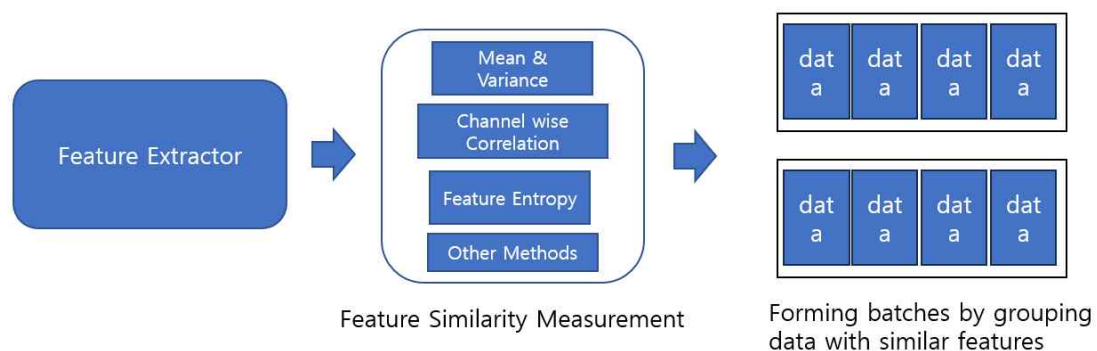 Feature Extractor
Mean &
Variance
Channel wise
Correlation
Feature Entropy
Other Methods
Feature Similarity Measurement
dat dat dat dat
a a a a
dat dat dat dat
a a a a
Forming batches by grouping
data with similar features